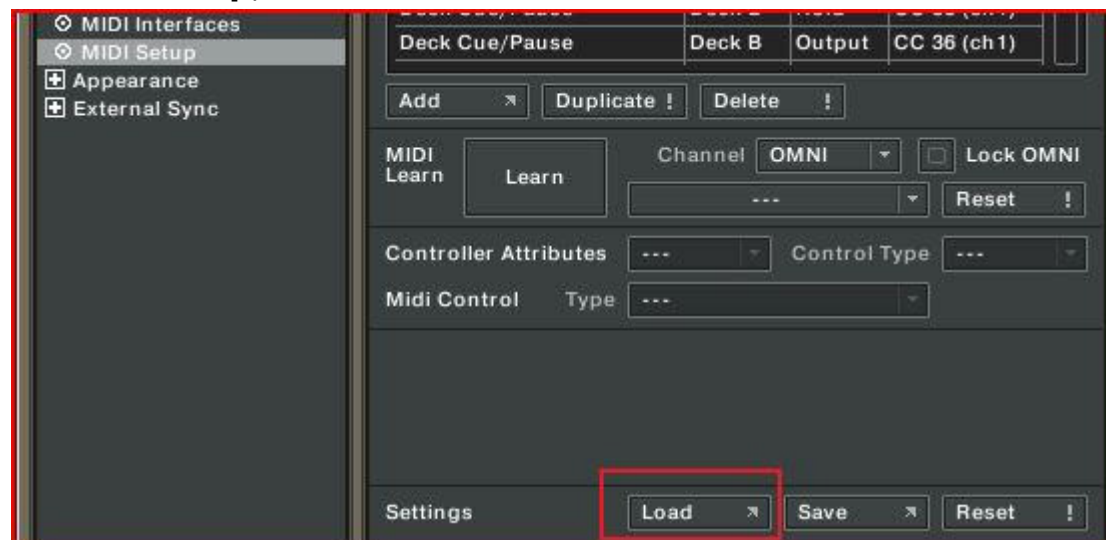 MIDI Interfaces
MIDI Setup
Appearance
External Sync
Deck Cue/Pause Deck B Output CC 36 (ch1)
Add Duplicate ! Delete !
MIDI Learn Learn Channel OMNI Lock OMNI
--- Reset !
Controller Attributes --- Control Type ---
Midi Control Type ---
Settings Load Save Reset !